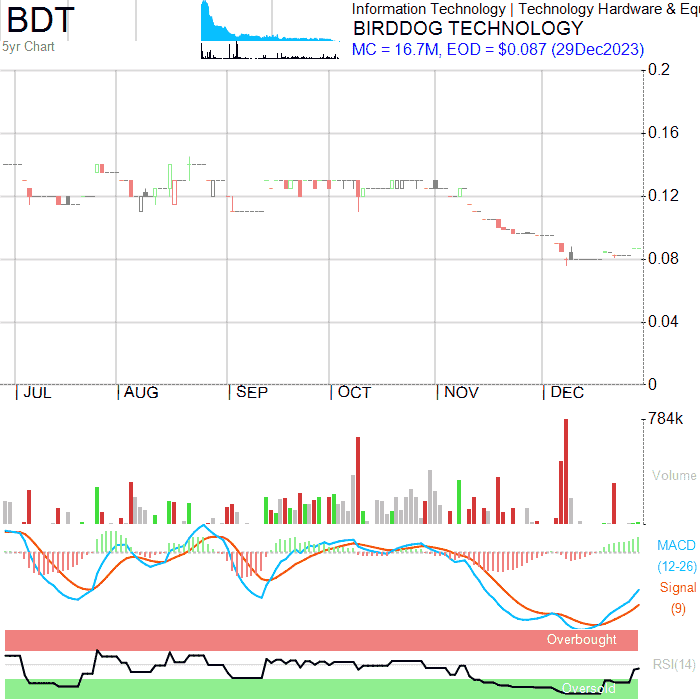 BDT
5yr Chart
Information Technology | Technology Hardware & Equ
BIRDDOG TECHNOLOGY
MC = 16.7M, EOD = $0.087 (29Dec2023)
0.2
0.16
0.12
0.08
0.04
0
JUL AUG SEP OCT NOV DEC
784k
Volume
MACD
(12-26)
Signal
(9)
Overbought
RSI(14)
Oversold